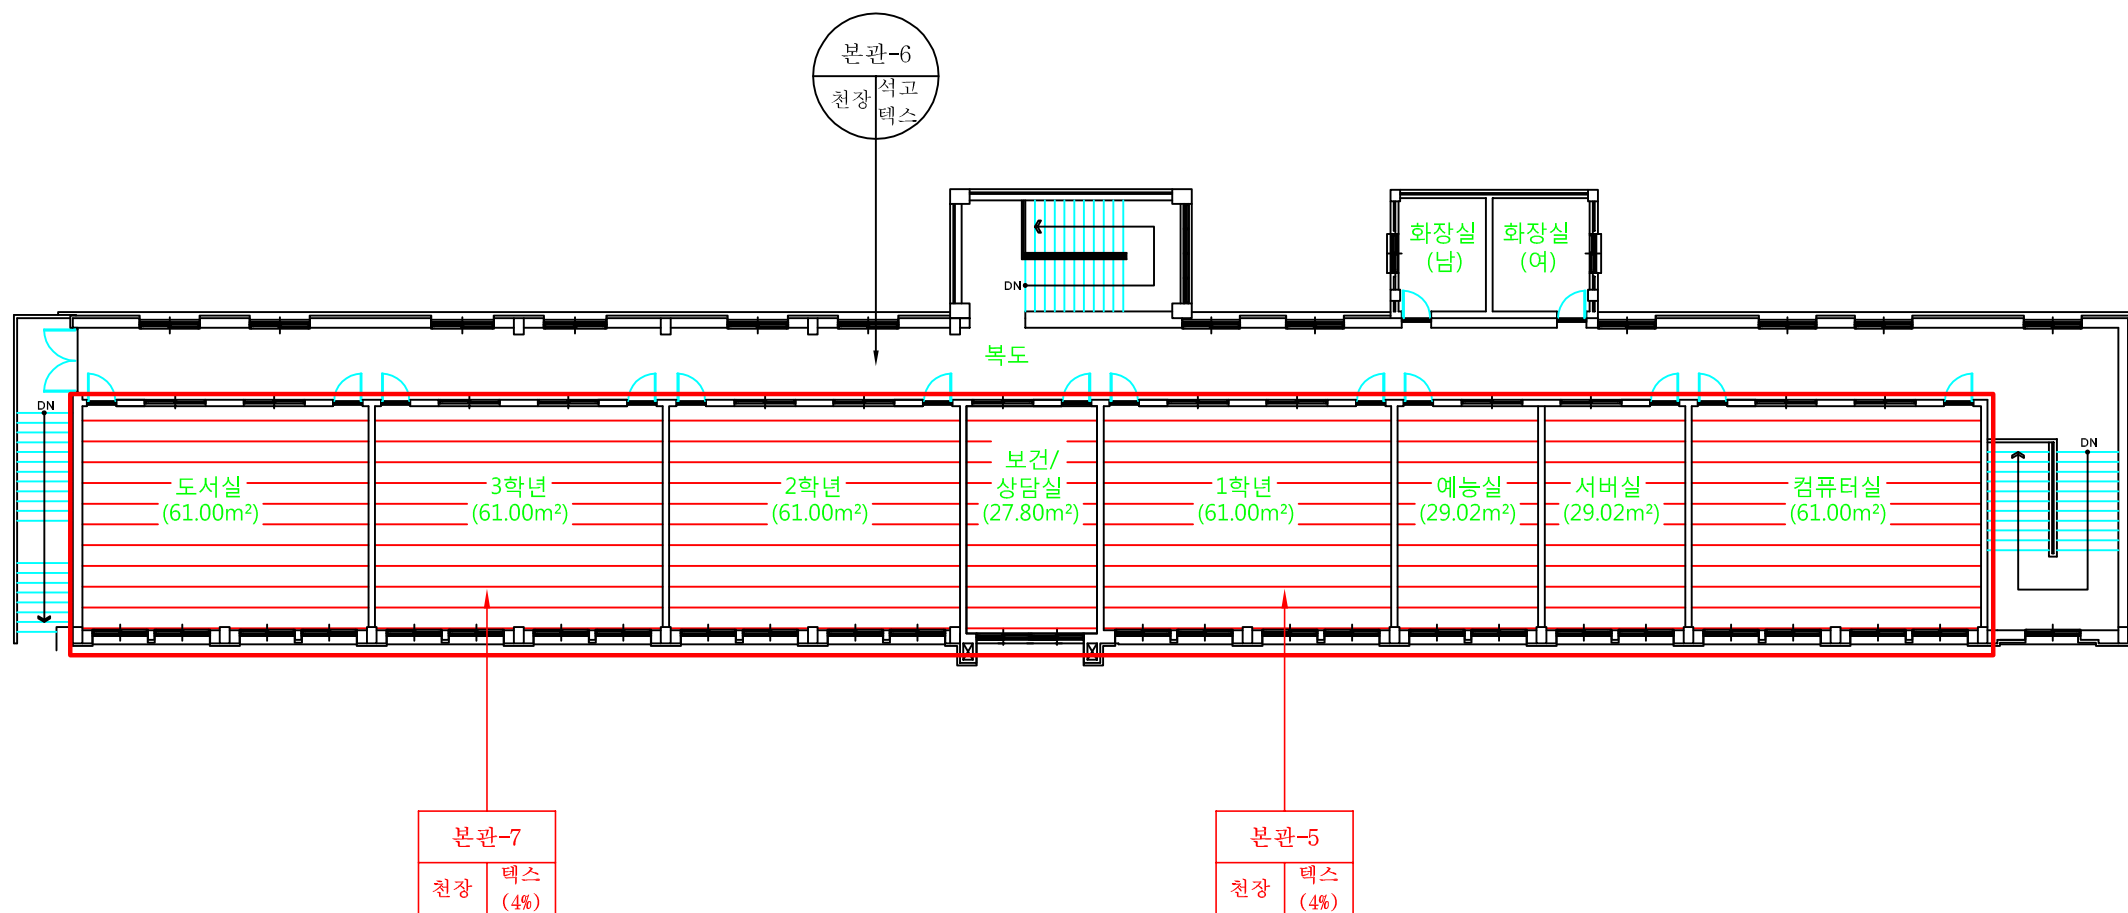 본관-6
천장
석고
텍스
화장실
(남)
화장실
(여)
DN
복도
DN
DN
도서실
(61.00m²)
3학년
(61.00m²)
2학년
(61.00m²)
보건/
상담실
(27.80m²)
1학년
(61.00m²)
예능실
(29.02m²)
서버실
(29.02m²)
컴퓨터실
(61.00m²)
본관-7
천장
텍스
(4%)
본관-5
천장
텍스
(4%)